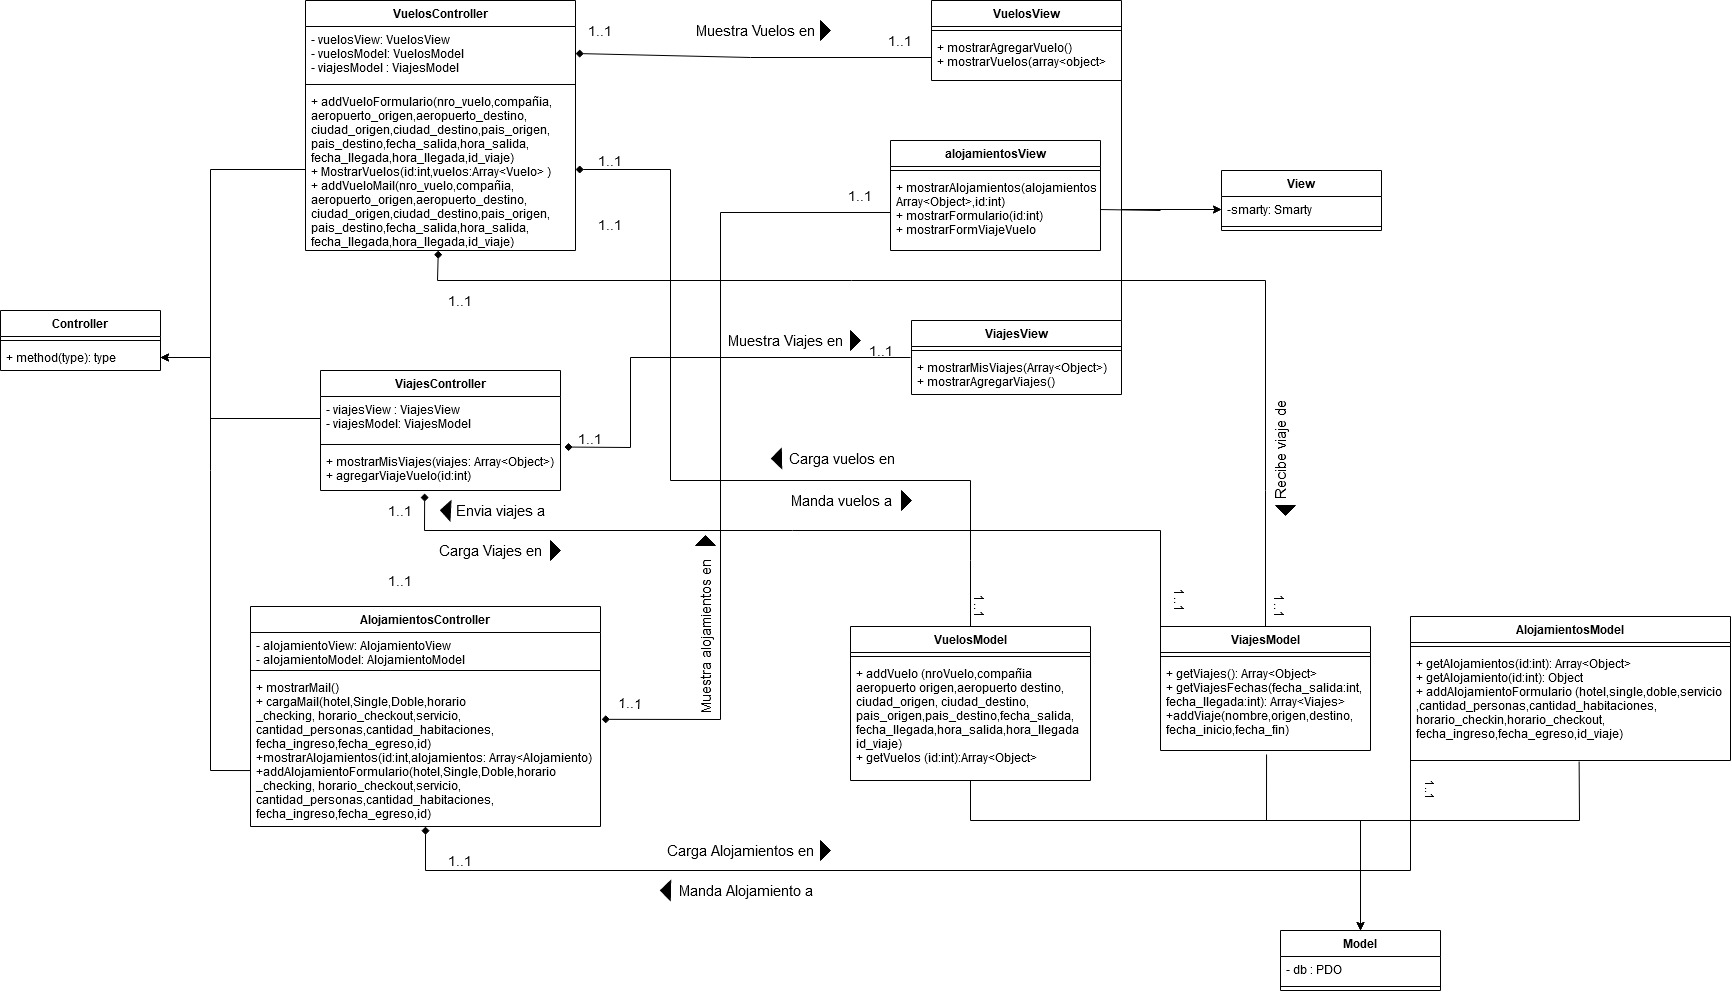 VuelosController
- vuelosView: VuelosView
- vuelosModel: VuelosModel
- viajesModel : ViajesModel
+ addVueloFormulario(nro_vuelo,compañia,
aeropuerto_origen,aeropuerto_destino,
ciudad_origen,ciudad_destino,pais_origen,
pais_destino,fecha_salida,hora_salida,
fecha_llegada,hora_llegada,id_viaje)
+ MostrarVuelos(id:int,vuelos:Array<Vuelo> )
+ addVueloMail(nro_vuelo,compañia,
aeropuerto_origen,aeropuerto_destino,
ciudad_origen,ciudad_destino,pais_origen,
pais_destino,fecha_salida,hora_salida,
fecha_llegada,hora_llegada,id_viaje)
1..1
Muestra Vuelos en
1..1
VuelosView
+ mostrarAgregarVuelo()
+ mostrarVuelos(array<object>
1..1
1..1
1..1
1..1
alojamientosView
+ mostrarAlojamientos(alojamientos
Array<Object>,id:int)
+ mostrarFormulario(id:int)
+ mostrarFormViajeVuelo
View
-smarty: Smarty
Controller
+ method(type): type
Muestra Viajes en
1..1
ViajesView
+ mostrarMisViajes(Array<Object>)
+ mostrarAgregarViajes()
ViajesController
- viajesView : ViajesView
- viajesModel: ViajesModel
+ mostrarMisViajes(viajes: Array<Object>)
+ agregarViajeVuelo(id:int)
1..1
Carga vuelos en
Manda vuelos a
Recibe viaje de
1..1
Envia viajes a
Carga Viajes en
1..1
Muestra alojamientos en
1..1
1..1
1..1
AlojamientosController
- alojamientoView: AlojamientoView
- alojamientoModel: AlojamientoModel
+ mostrarMail()
+ cargaMail(hotel,Single,Doble,horario
_checking, horario_checkout,servicio,
cantidad_personas,cantidad_habitaciones,
fecha_ingreso,fecha_egreso,id)
+mostrarAlojamientos(id:int,alojamientos: Array<Alojamiento)
+addAlojamientoFormulario(hotel,Single,Doble,horario
_checking, horario_checkout,servicio,
cantidad_personas,cantidad_habitaciones,
fecha_ingreso,fecha_egreso,id)
1..1
VuelosModel
+ addVuelo (nroVuelo,compañia
aeropuerto origen,aeropuerto destino,
ciudad_origen, ciudad_destino,
pais_origen,pais_destino,fecha_salida,
fecha_llegada,hora_salida,hora_llegada
id_viaje)
+ getVuelos (id:int):Array<Object>
ViajesModel
+ getViajes(): Array<Object>
+ getViajesFechas(fecha_salida:int,
fecha_llegada:int): Array<Viajes>
+addViaje(nombre,origen,destino,
fecha_inicio,fecha_fin)
AlojamientosModel
+ getAlojamientos(id:int): Array<Object>
+ getAlojamiento(id:int): Object
+ addAlojamientoFormulario (hotel,single,doble,servicio
,cantidad_personas,cantidad_habitaciones,
horario_checkin,horario_checkout,
fecha_ingreso,fecha_egreso,id_viaje)
1..1
1..1
Carga Alojamientos en
Manda Alojamiento a
Model
- db : PDO